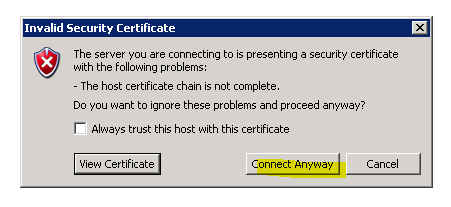 Invalid Security Certificate
The server you are connecting to is presenting a security certificate
with the following problems:
- The host certificate chain is not complete.
Do you want to ignore these problems and proceed anyway?
Always trust this host with this certificate
View Certificate Connect Anyway Cancel